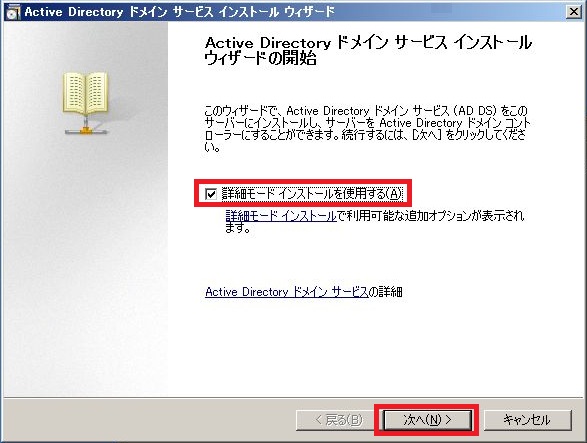 Active Directory ドメイン サービス インストール ウィザード
Active Directory ドメイン サービス インストール
ウィザードの開始
このウィザードで、Active Directory ドメイン サービス (AD DS) をこの
サーバーにインストールし、サーバーを Active Directory ドメイン コント
ローラーにすることができます。続行するには、[次へ] をクリックしてくださ
い。
詳細モード インストールを使用する(A)
詳細モード インストールで利用可能な追加オプションが表示され
ます。
Active Directory ドメイン サービスの詳細
< 戻る(B)
次へ(N) >
キャンセル